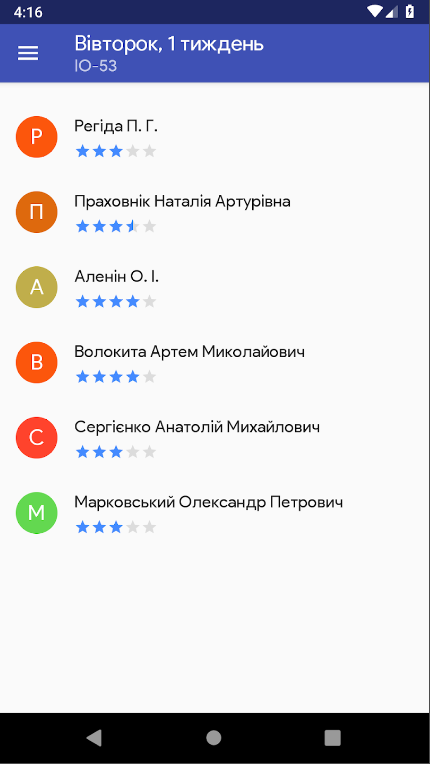 4:16
Вівторок, 1 тиждень
ІО-53
Р
Регіда П. Г.
П
Праховнік Наталія Артурівна
А
Аленін О. І.
В
Волокита Артем Миколайович
С
Сергієнко Анатолій Михайлович
М
Марковський Олександр Петрович